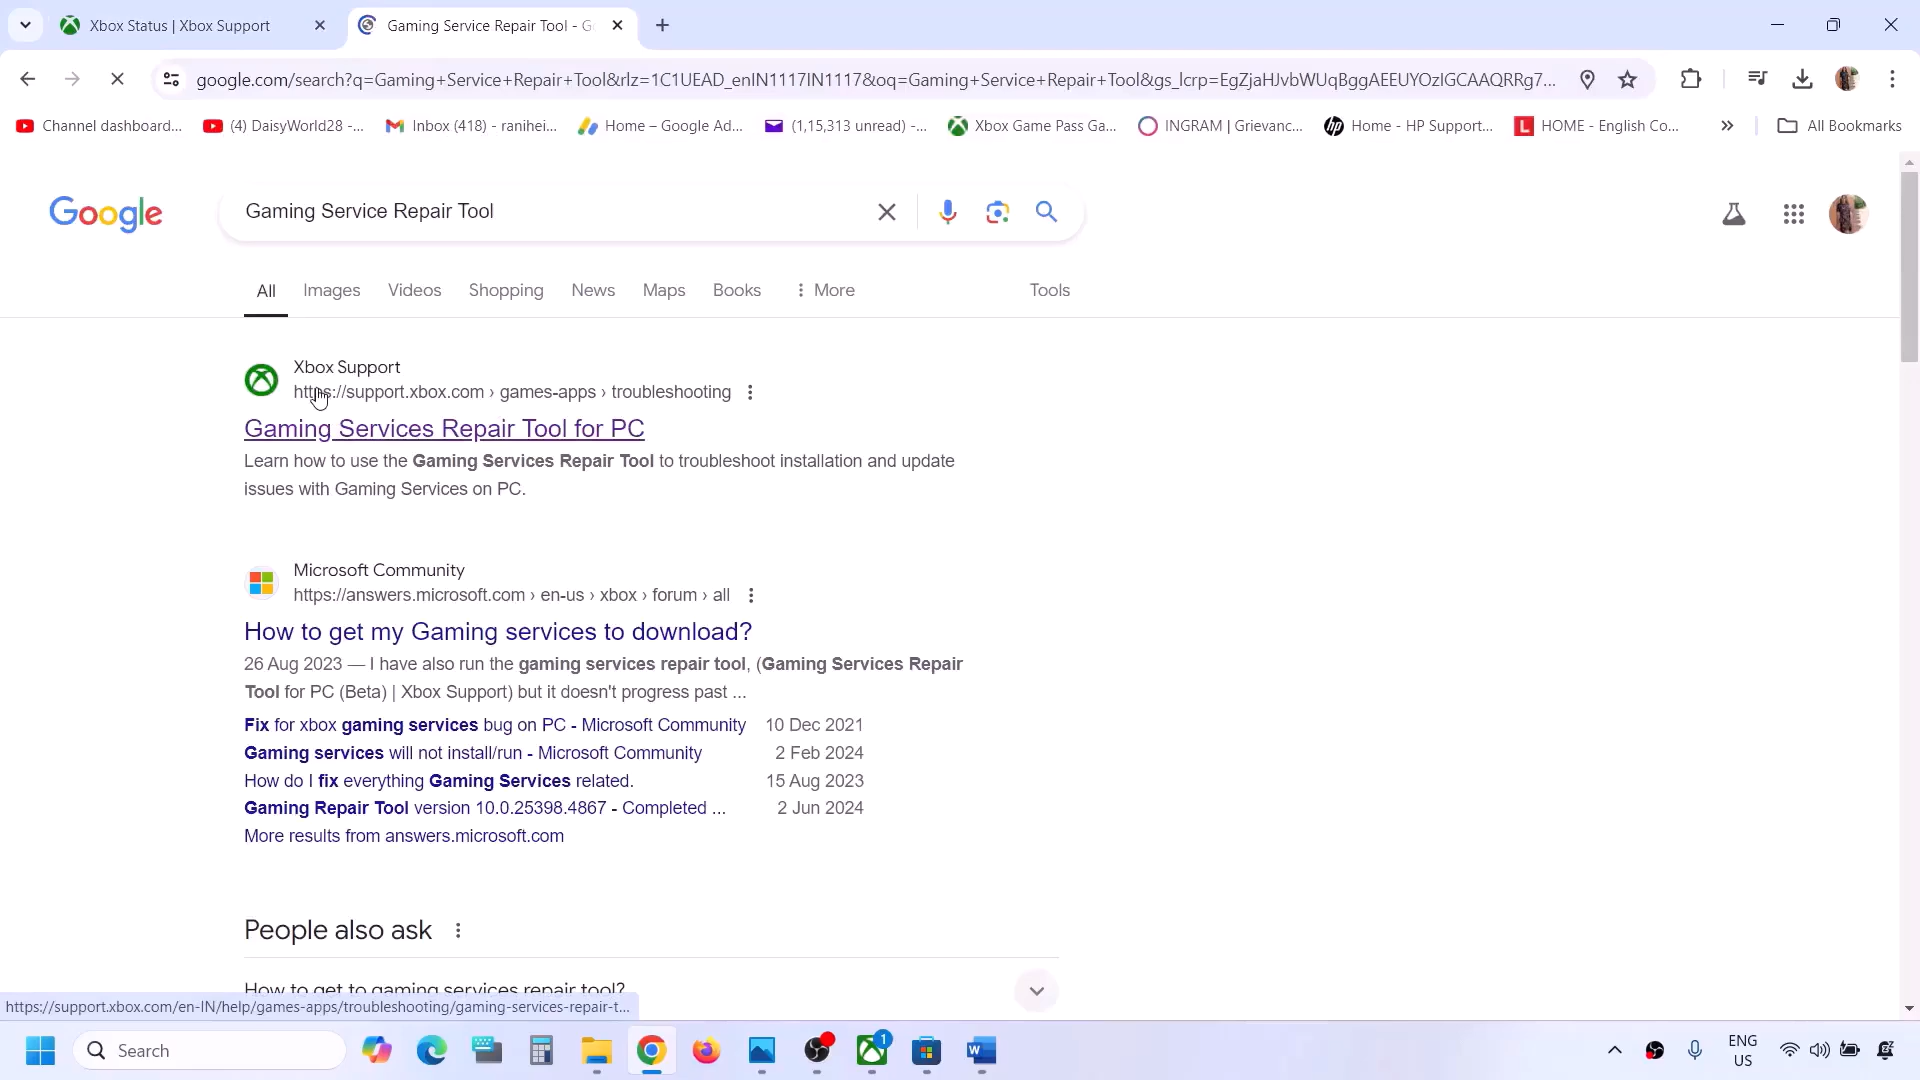 Xbox Status | Xbox Support
Gaming Service Repair Tool - G
google.com/search?q=Gaming+Service+Repair+Tool&rlz=1C1UEAD_enIN1117IN1117&oq=Gaming+Service+Repair+Tool&gs_lcrp=EgZjaHJvbWUqBggAEEUYOzIGCAAQRRg7...
Channel dashboard...
(4) DaisyWorld28 -...
Inbox (418) - ranihei...
Home – Google Ad...
(1,15,313 unread) -...
Xbox Game Pass Ga...
INGRAM | Grievanc...
Home - HP Support...
HOME - English Co...
All Bookmarks
Google
Gaming Service Repair Tool
All Images Videos Shopping News Maps Books More Tools
Xbox Support
https://support.xbox.com › games-apps › troubleshooting
Gaming Services Repair Tool for PC
Learn how to use the Gaming Services Repair Tool to troubleshoot installation and update
issues with Gaming Services on PC.
Microsoft Community
https://answers.microsoft.com › en-us › xbox › forum › all
How to get my Gaming services to download?
26 Aug 2023 — I have also run the gaming services repair tool, (Gaming Services Repair
Tool for PC (Beta) | Xbox Support) but it doesn't progress past ...
Fix for xbox gaming services bug on PC - Microsoft Community 10 Dec 2021
Gaming services will not install/run - Microsoft Community 2 Feb 2024
How do I fix everything Gaming Services related. 15 Aug 2023
Gaming Repair Tool version 10.0.25398.4867 - Completed ... 2 Jun 2024
More results from answers.microsoft.com
People also ask
How to get to gaming services repair tool?
https://support.xbox.com/en-IN/help/games-apps/troubleshooting/gaming-services-repair-t...
Search
1
ENG
US